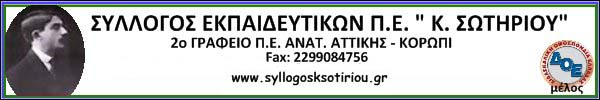 ΣΥΛΛΟΓΟΣ ΕΚΠΑΙΔΕΥΤΙΚΩΝ Π.Ε. " Κ. ΣΩΤΗΡΙΟΥ"
2ο ΓΡΑΦΕΙΟ Π.Ε. ΑΝΑΤ. ΑΤΤΙΚΗΣ - ΚΟΡΩΠΙ
Fax: 2299084756
www.syllogosksotiriou.gr
ΔΟΕ
μέλος